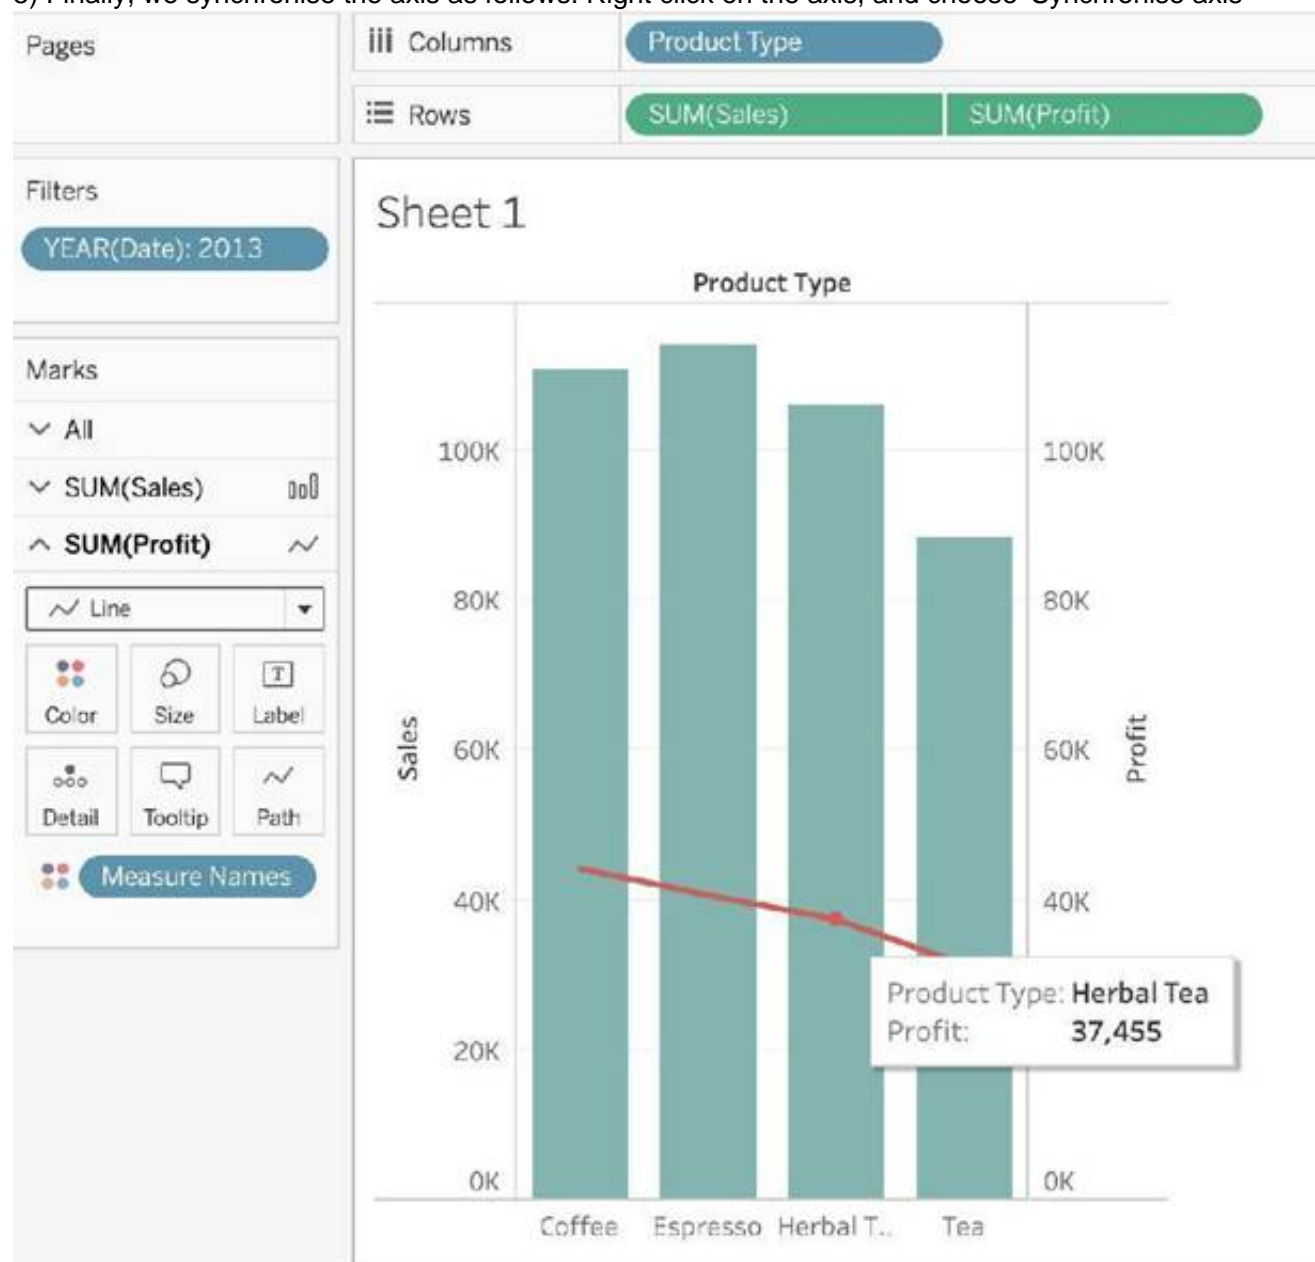 Pages
Columns
Product Type
Rows
SUM(Sales)
SUM(Profit)
Filters
YEAR(Date): 2013
Marks
All
SUM(Sales)
SUM(Profit)
Line
Color
Size
Label
Detail
Tooltip
Path
Measure Names
Sheet 1
Product Type
100K
80K
60K
40K
20K
0K
Sales
100K
80K
60K
40K
0K
Profit
Product Type: Herbal Tea
Profit: 37,455
Coffee Espresso Herbal T.. Tea